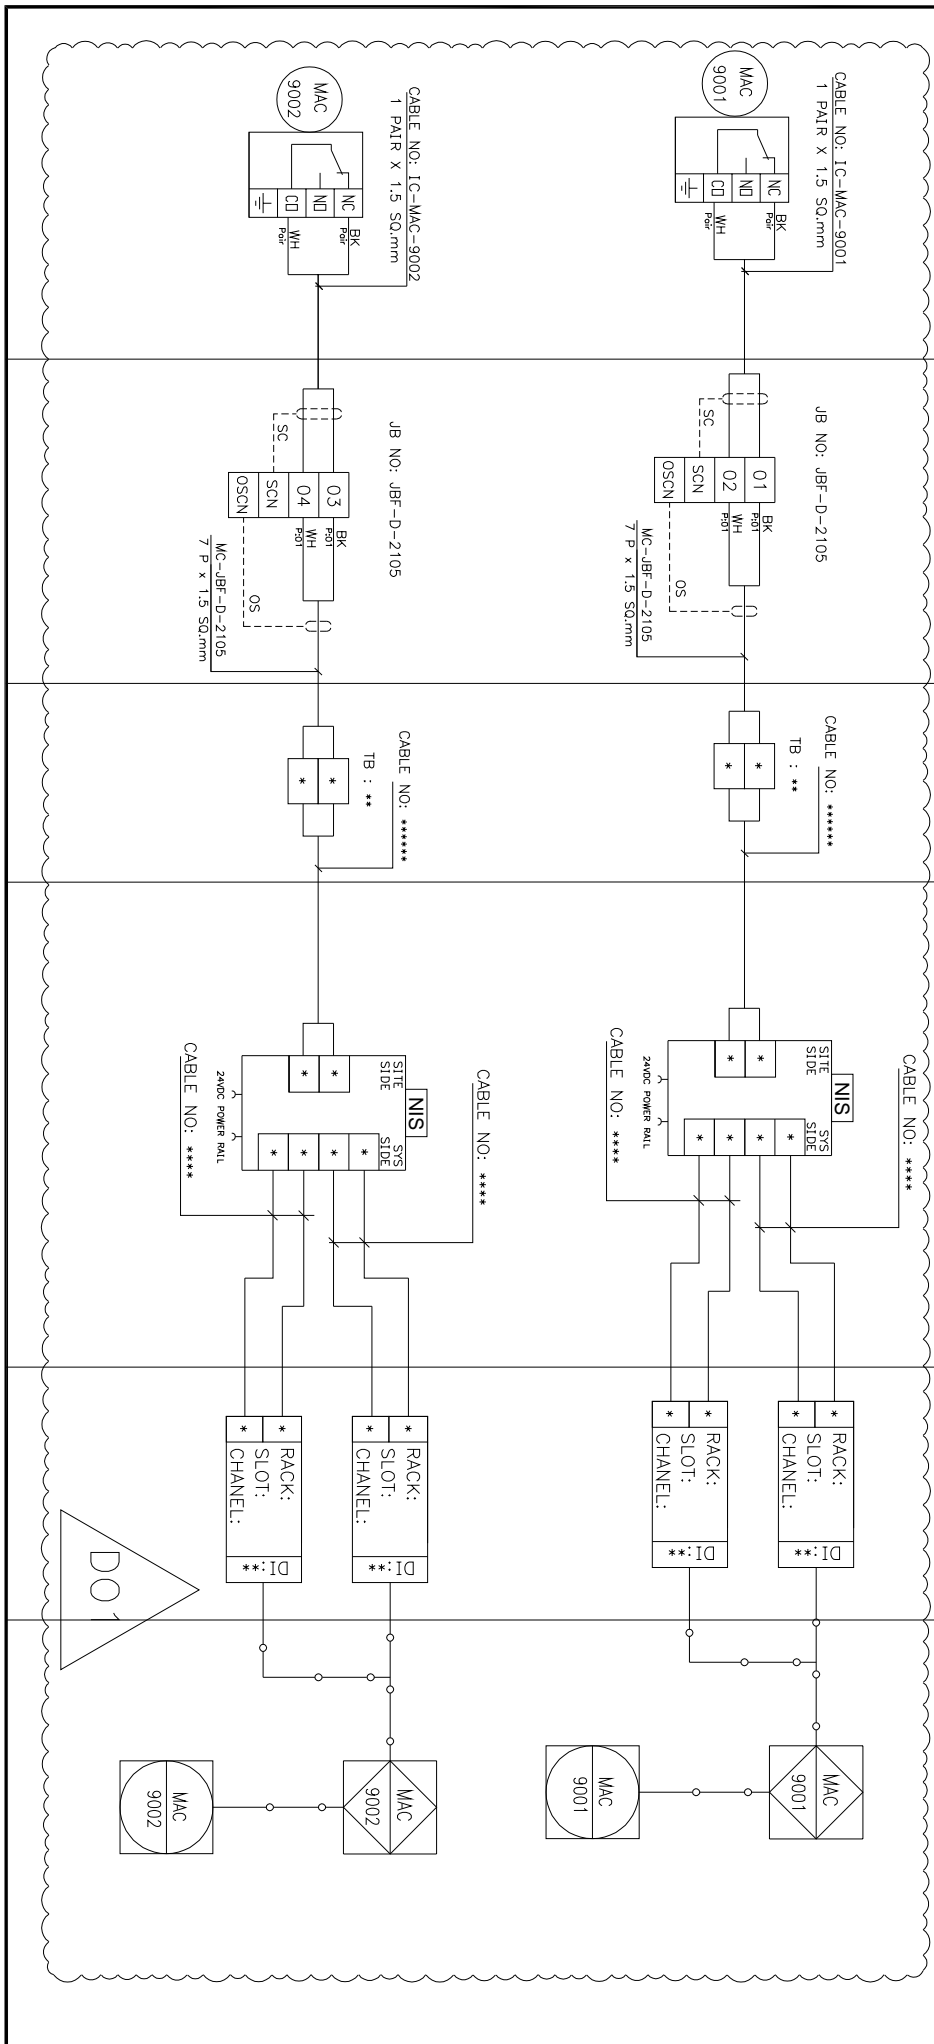 CABLE NO: IC-MAC-9001
1 PAIR X 1.5 SQ.mm
MAC
9001
NC
NO
CO
BK
Pair
WH
Pair
JB NO: JBF-D-2105
SC
01
02
SCN
OSCN
BK
P:01
WH
P:01
OS
MC-JBF-D-2105
7 P x 1.5 SQ.mm
CABLE NO: ******
TB : **
*
*
CABLE NO: ****
NIS
SITE
SIDE
SYS
SIDE
*
*
*
*
*
*
24VDC POWER RAIL
CABLE NO: ****
*
*
RACK:
SLOT:
CHANEL:
DI
:**
*
*
RACK:
SLOT:
CHANEL:
DI
:**
MAC
9001
MAC
9001
CABLE NO: IC-MAC-9002
1 PAIR X 1.5 SQ.mm
MAC
9002
NC
NO
CO
BK
Pair
WH
Pair
JB NO: JBF-D-2105
SC
03
04
SCN
OSCN
BK
P:01
WH
P:01
OS
MC-JBF-D-2105
7 P x 1.5 SQ.mm
CABLE NO: ******
TB : **
*
*
CABLE NO: ****
NIS
SITE
SIDE
SYS
SIDE
*
*
*
*
*
*
24VDC POWER RAIL
CABLE NO: ****
*
*
RACK:
SLOT:
CHANEL:
DI
:**
*
*
RACK:
SLOT:
CHANEL:
DI
:**
MAC
9002
MAC
9002
D01